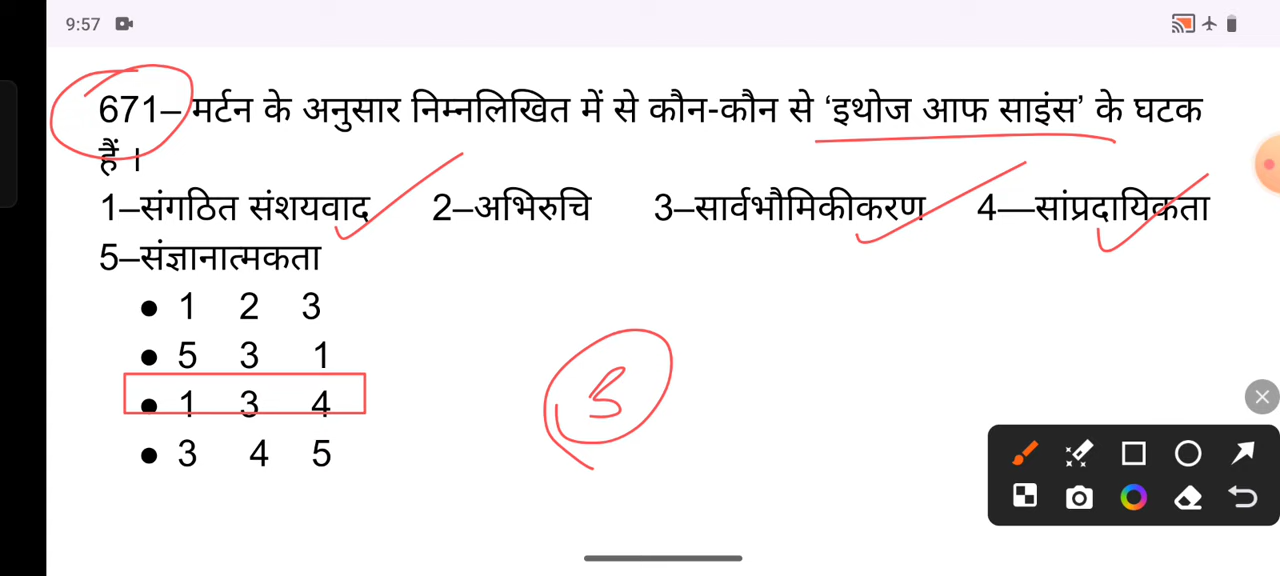 9:57
671– मर्टन के अनुसार निम्नलिखित में से कौन-कौन से ‘इथोज आफ साइंस’ के घटक
हैं ।
1–संगठित संशयवाद 2–अभिरुचि 3–सार्वभौमिकीकरण 4—सांप्रदायिकता
5–संज्ञानात्मकता
● 1 2 3
● 5 3 1
● 1 3 4
● 3 4 5
3